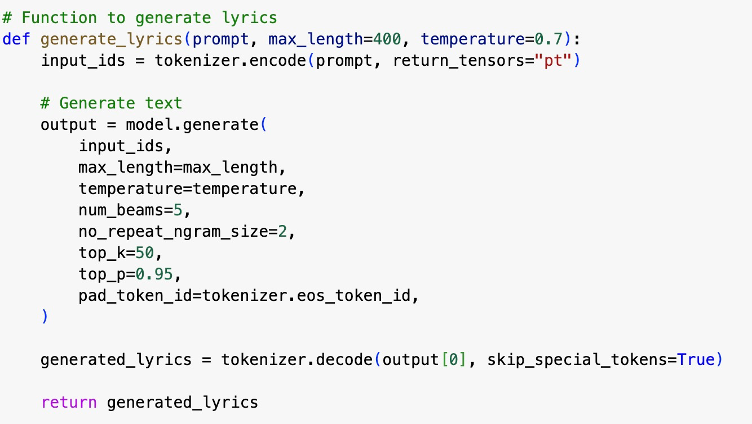 # Function to generate lyrics
def generate_lyrics(prompt, max_length=400, temperature=0.7):
    input_ids = tokenizer.encode(prompt, return_tensors="pt")

    # Generate text
    output = model.generate(
        input_ids,
        max_length=max_length,
        temperature=temperature,
        num_beams=5,
        no_repeat_ngram_size=2,
        top_k=50,
        top_p=0.95,
        pad_token_id=tokenizer.eos_token_id,
    )

    generated_lyrics = tokenizer.decode(output[0], skip_special_tokens=True)

    return generated_lyrics